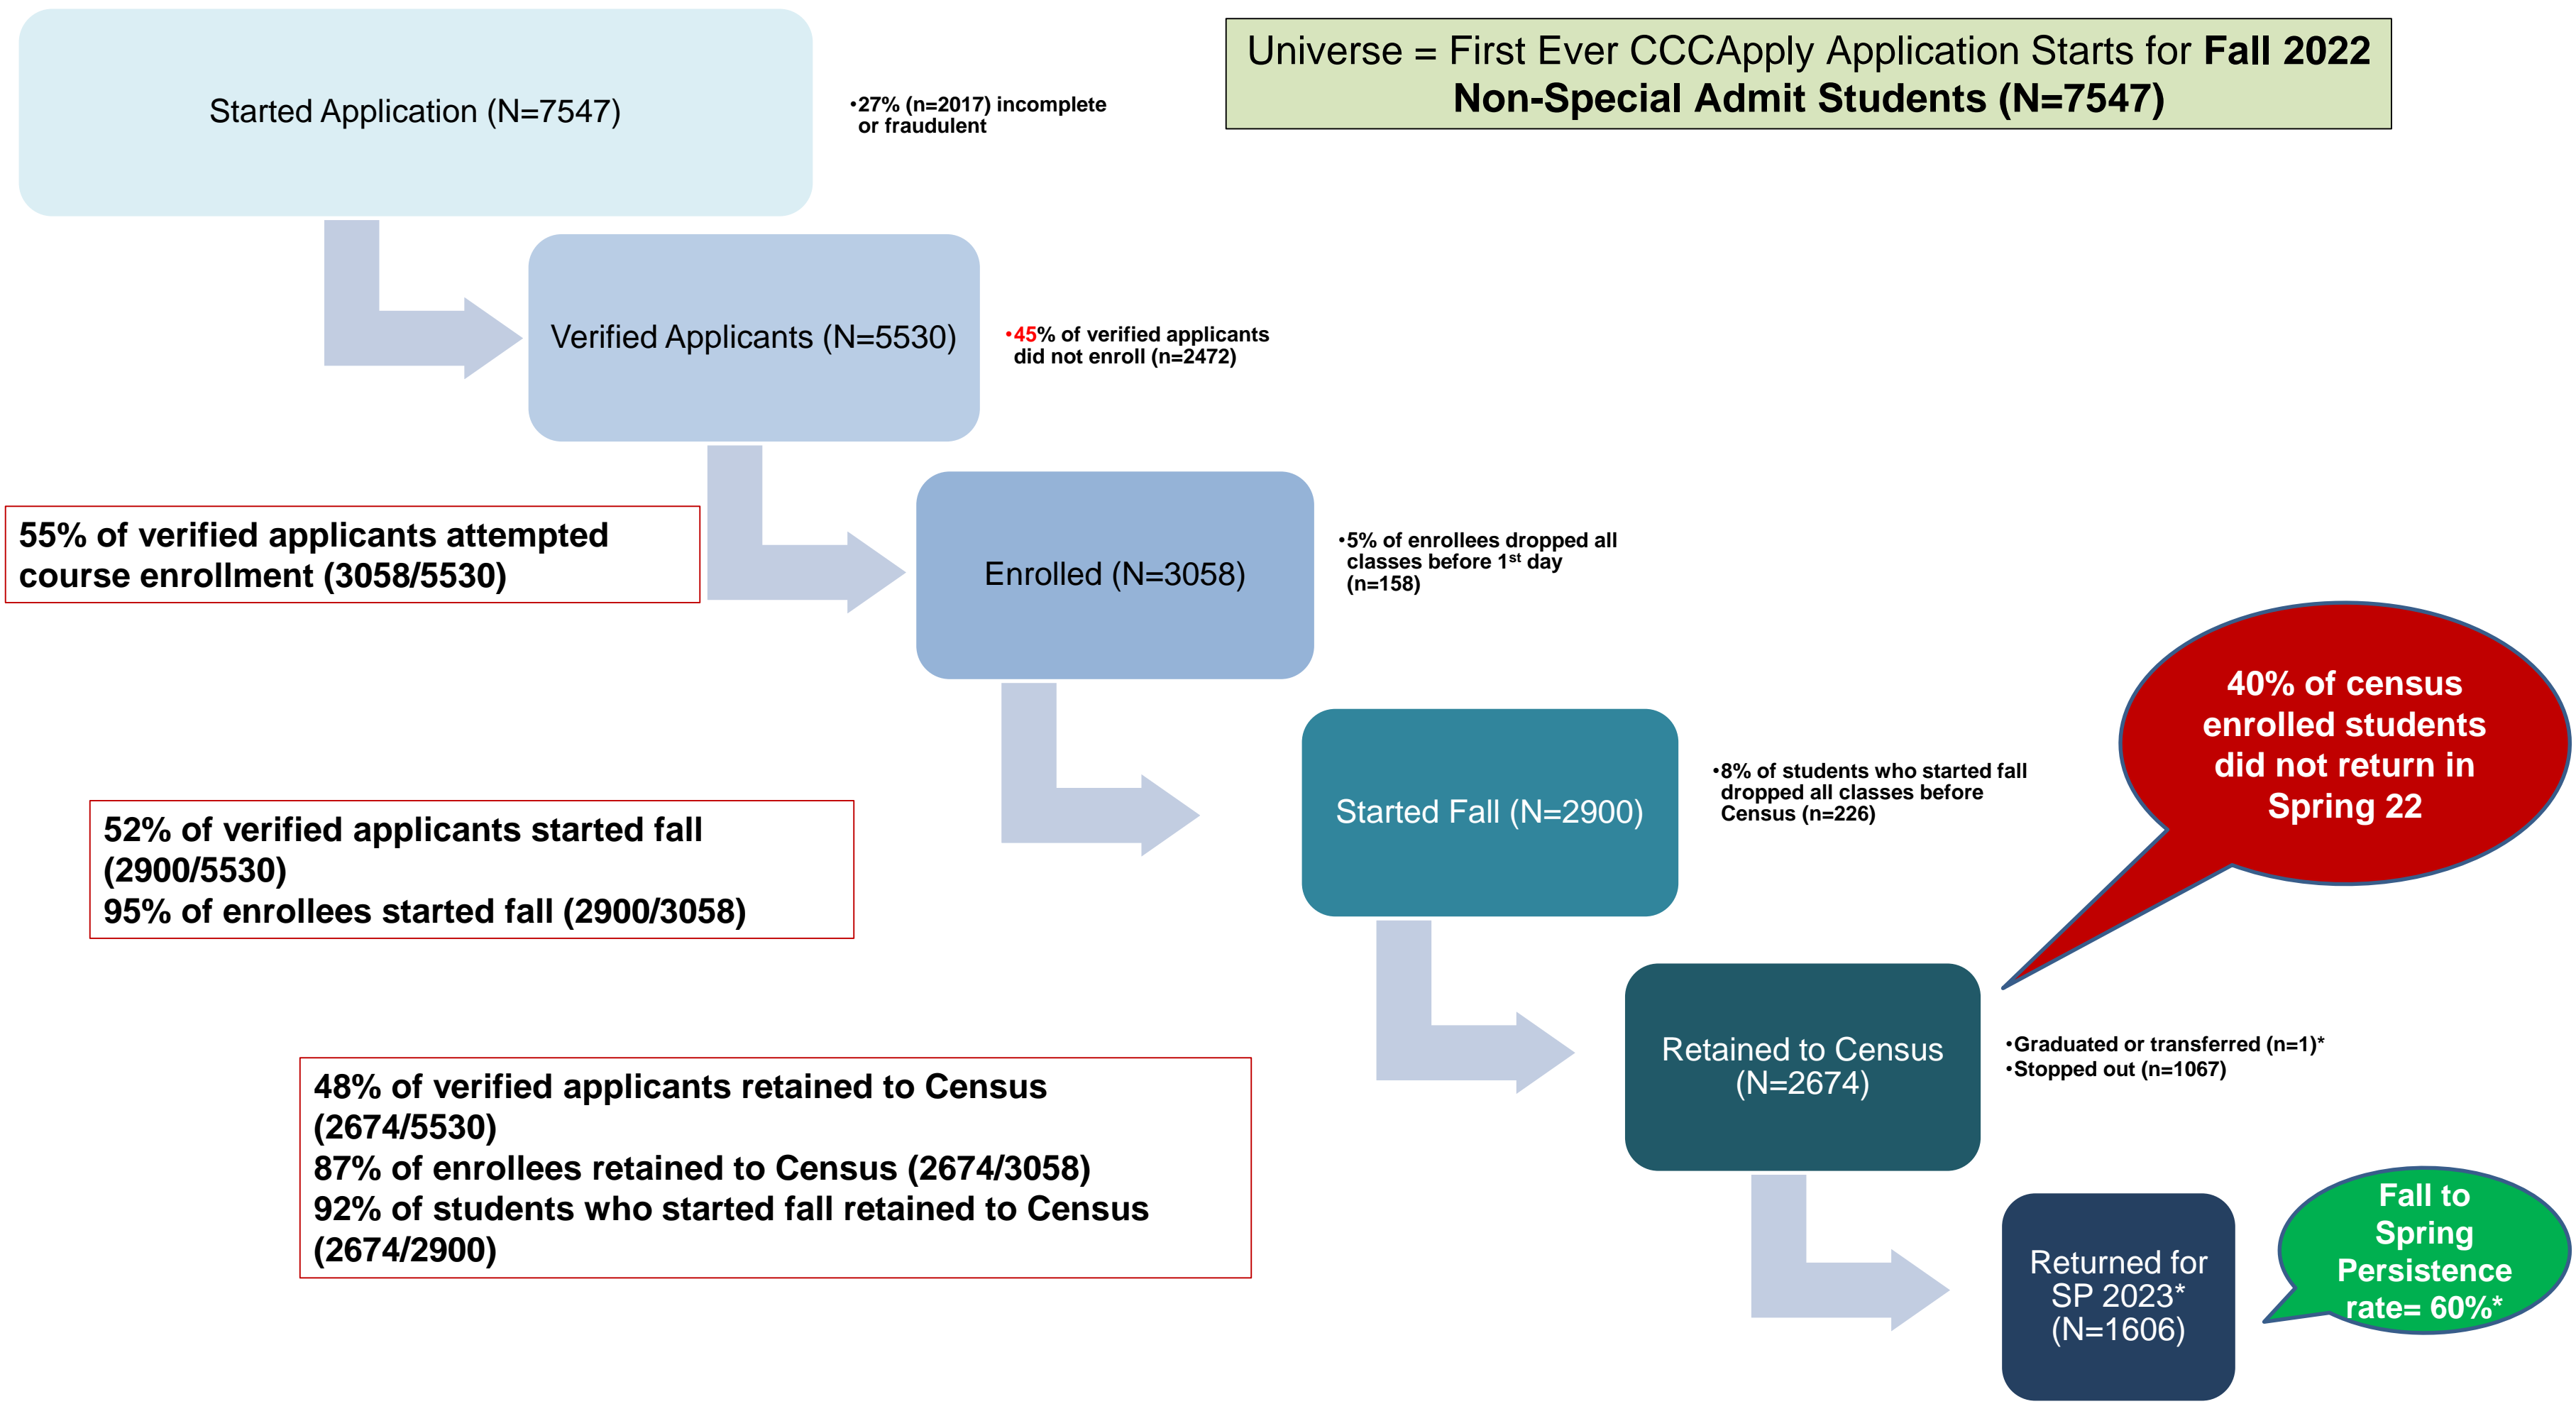 Universe = First Ever CCCApply Application Starts for Fall 2022
Non-Special Admit Students (N=7547)
Started Application (N=7547)
•27% (n=2017) incomplete
or fraudulent
Verified Applicants (N=5530)
•45% of verified applicants
did not enroll (n=2472)
55% of verified applicants attempted
course enrollment (3058/5530)
Enrolled (N=3058)
•5% of enrollees dropped all
classes before 1st day
(n=158)
52% of verified applicants started fall
(2900/5530)
95% of enrollees started fall (2900/3058)
Started Fall (N=2900)
•8% of students who started fall
dropped all classes before
Census (n=226)
40% of census
enrolled students
did not return in
Spring 22
48% of verified applicants retained to Census
(2674/5530)
87% of enrollees retained to Census (2674/3058)
92% of students who started fall retained to Census
(2674/2900)
Retained to Census
(N=2674)
•Graduated or transferred (n=1)*
•Stopped out (n=1067)
Returned for
SP 2023*
(N=1606)
Fall to
Spring
Persistence
rate= 60%*